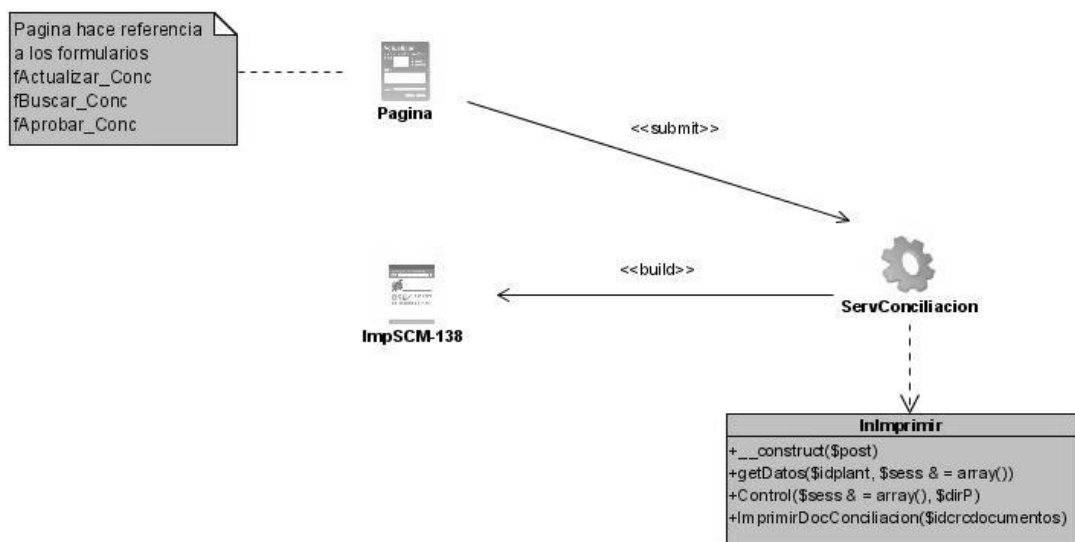 Pagina hace referencia
a los formularios
fActualizar_Conc
fBuscar_Conc
fAprobar_Conc
Actualizar
Pagina
<<submit>>
<<build>>
ServConciliacion
ImpSCM-138
InImprimir
+__construct($post)
+getDatos($idplant, $sess & = array())
+Control($sess & = array(), $dirP)
+ImprimirDocConciliacion($idcrcdocumentos)